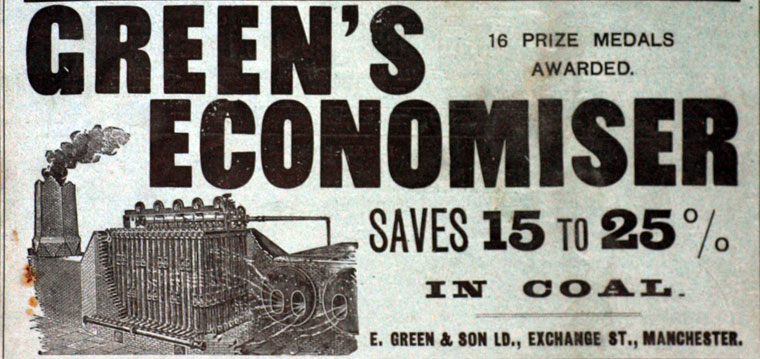 GREEN'S
16 PRIZE MEDALS
AWARDED.
ECONOMISER
SAVES 15 TO 25%
IN COAL.
E. GREEN & SON LD., EXCHANGE ST., MANCHESTER.